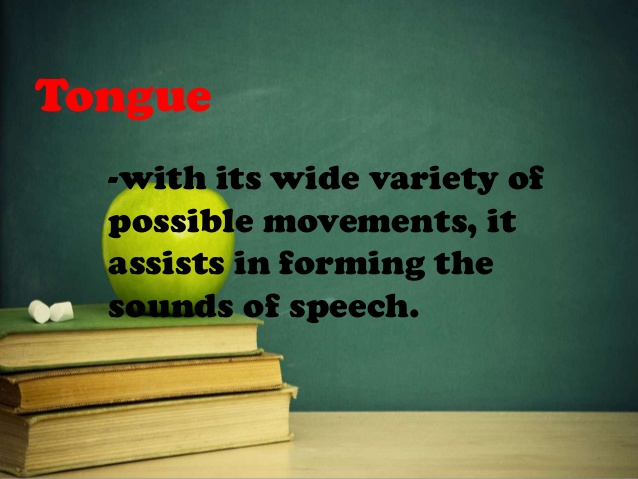 Tongue
-with its wide variety of
possible movements, it
assists in forming the
sounds of speech.